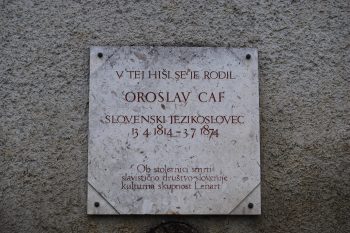 V TEJ HIŠI SE JE RODIL
OROSLAV CAF
SLOVENSKI JEZIKOSLOVEC
13 4 1814 - 3 7 1874
Ob stoletnici smrti
slavistično društvo slovenije
kulturna skupnost Lenart